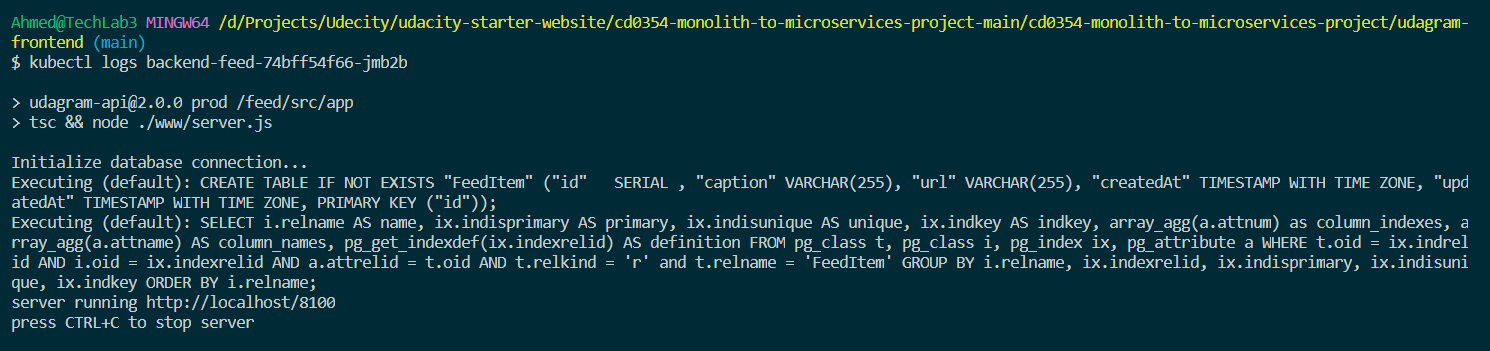 Ahmed@TechLab3 MINGW64 /d/Projects/Udecity/udacity-starter-website/cd0354-monolith-to-microservices-project-main/cd0354-monolith-to-microservices-project/udagram-
frontend (main)
$ kubectl logs backend-feed-74bff54f66-jmb2b
> udagram-api@2.0.0 prod /feed/src/app
> tsc && node ./www/server.js
Initialize database connection...
Executing (default): CREATE TABLE IF NOT EXISTS "FeedItem" ("id"   SERIAL , "caption" VARCHAR(255), "url" VARCHAR(255), "createdAt" TIMESTAMP WITH TIME ZONE, "upd
atedAt" TIMESTAMP WITH TIME ZONE, PRIMARY KEY ("id"));
Executing (default): SELECT i.relname AS name, ix.indisprimary AS primary, ix.indisunique AS unique, ix.indkey AS indkey, array_agg(a.attnum) as column_indexes, a
rray_agg(a.attname) AS column_names, pg_get_indexdef(ix.indexrelid) AS definition FROM pg_class t, pg_class i, pg_index ix, pg_attribute a WHERE t.oid = ix.indrel
id AND i.oid = ix.indexrelid AND a.attrelid = t.oid AND t.relkind = 'r' and t.relname = 'FeedItem' GROUP BY i.relname, ix.indexrelid, ix.indisprimary, ix.indisuni
que, ix.indkey ORDER BY i.relname;
server running http://localhost/8100
press CTRL+C to stop server